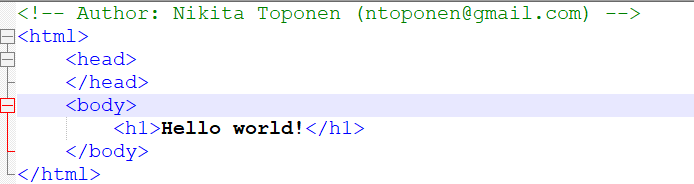 <!-- Author: Nikita Toponen (ntoponen@gmail.com) -->
<html>
    <head>
    </head>
    <body>
        <h1>Hello world!</h1>
    </body>
</html>